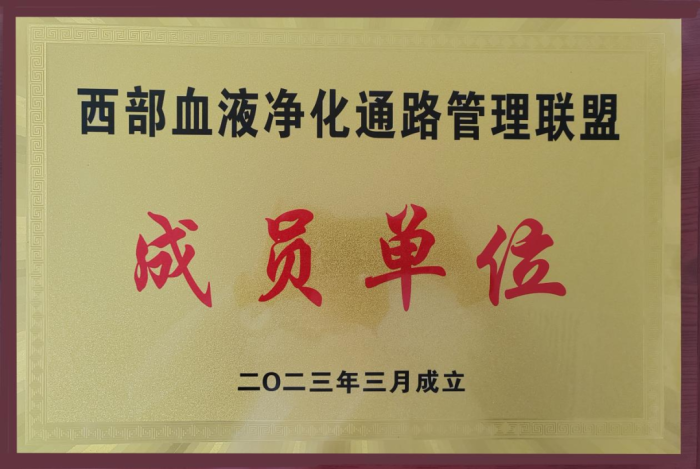 西部血液净化通路管理联盟
成员单位
二〇二三年三月成立